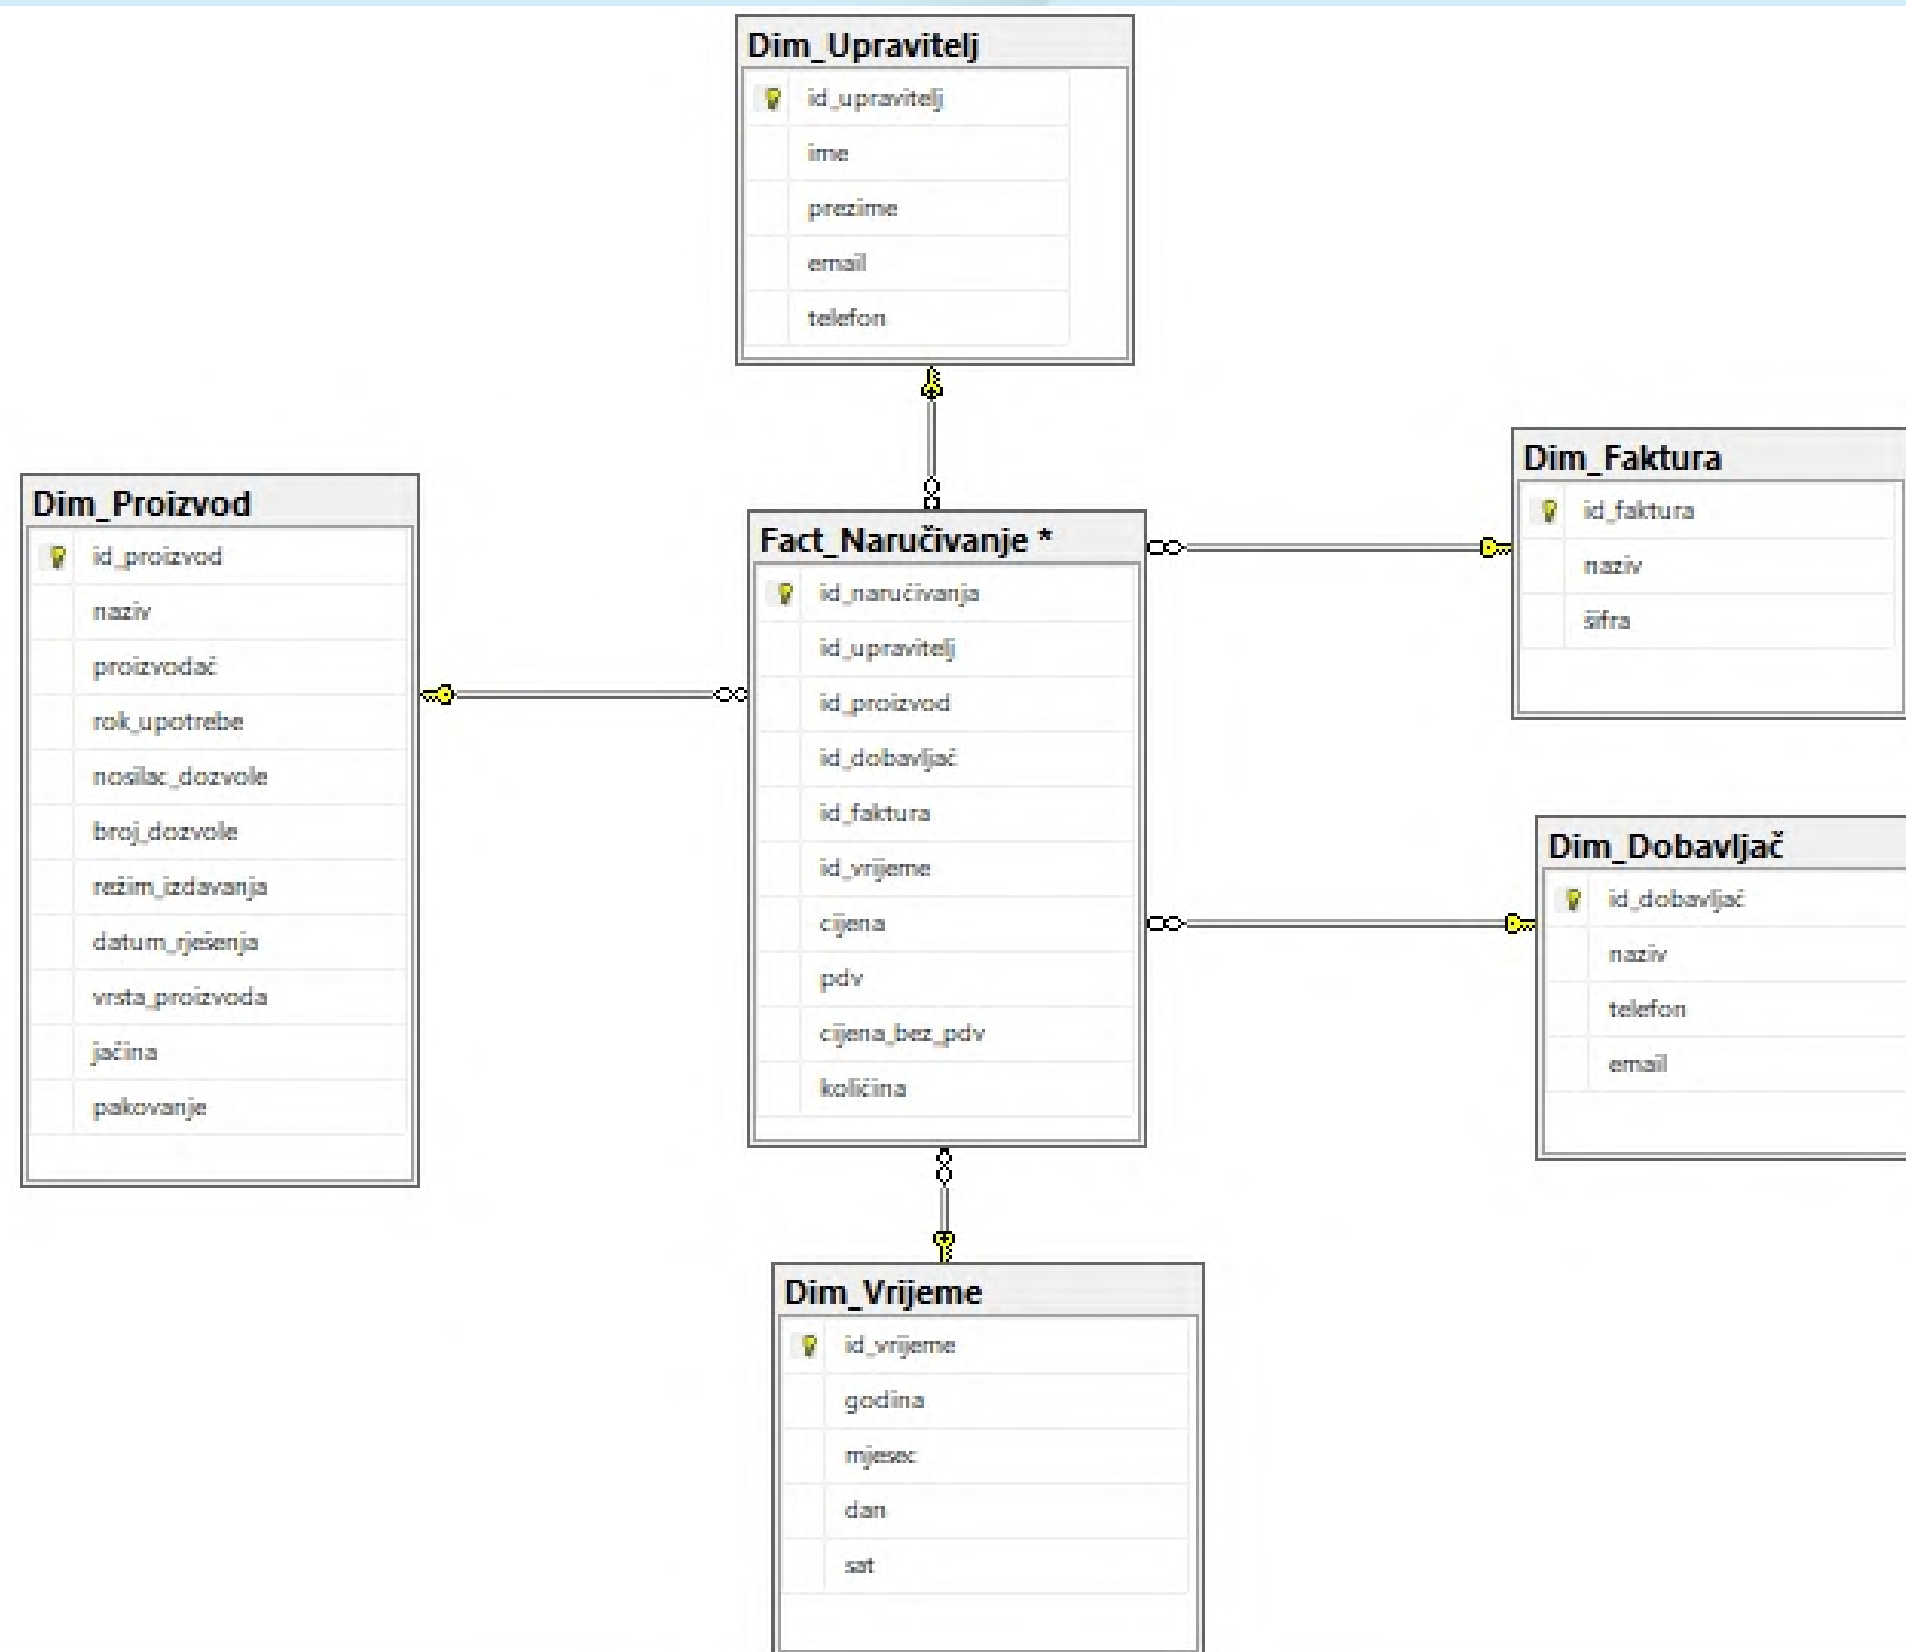 Dim_Upravitelj
id_upravitelj
ime
prezime
email
telefon
Dim_Proizvod
id_proizvod
naziv
proizvođač
rok_upotrebe
nosilac_dozvole
broj_dozvole
režim_izdavanja
datum_rješenja
vrsta_proizvoda
jačina
pakovanje
Fact_Naručivanje *
id_naručivanja
id_upravitelj
id_proizvod
id_dobavljač
id_faktura
id_vrijeme
cijena
pdv
cijena_bez_pdv
količina
Dim_Faktura
id_faktura
naziv
šifra
Dim_Dobavljač
id_dobavljač
naziv
telefon
email
Dim_Vrijeme
id_vrijeme
godina
mjesec
dan
sat